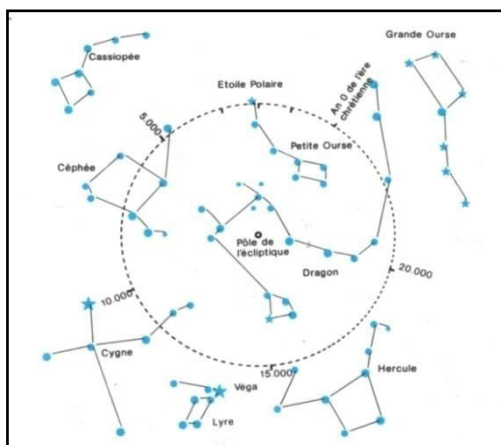 Grande Ourse
Cassiopée
Etoile Polaire
An 0 de l'ère
chrétienne
5.000
Petite Ourse
Céphée
Pôle de
l'écliptique
Dragon
20.000
10.000
Cygne
15.000
Hercule
Véga
Lyre